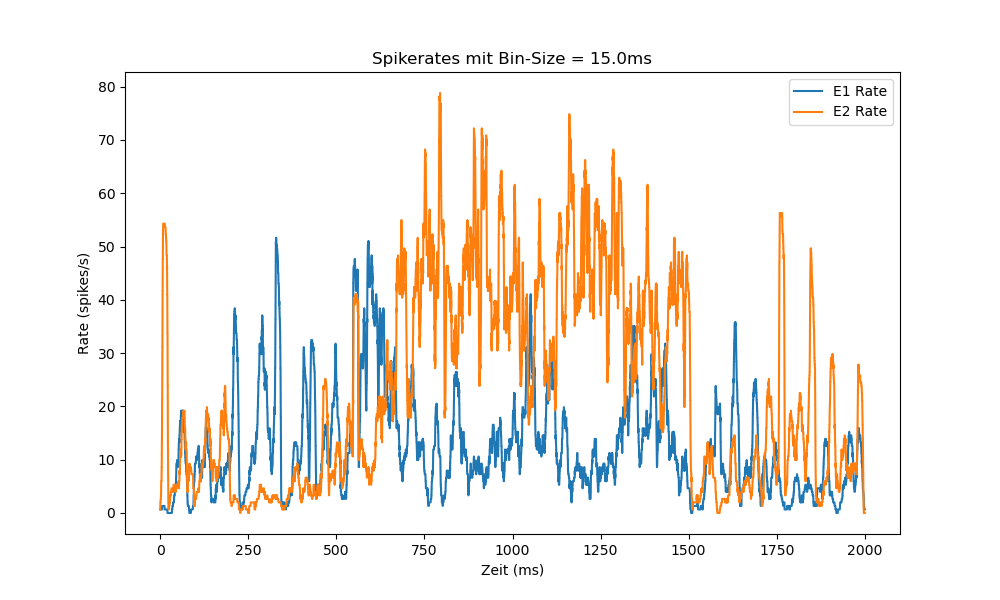 Spikerates mit Bin-Size = 15.0ms
E1 Rate
E2 Rate
80
70
60
50
40
30
20
10
0
Rate (spikes/s)
0 250 500 750 1000 1250 1500 1750 2000
Zeit (ms)